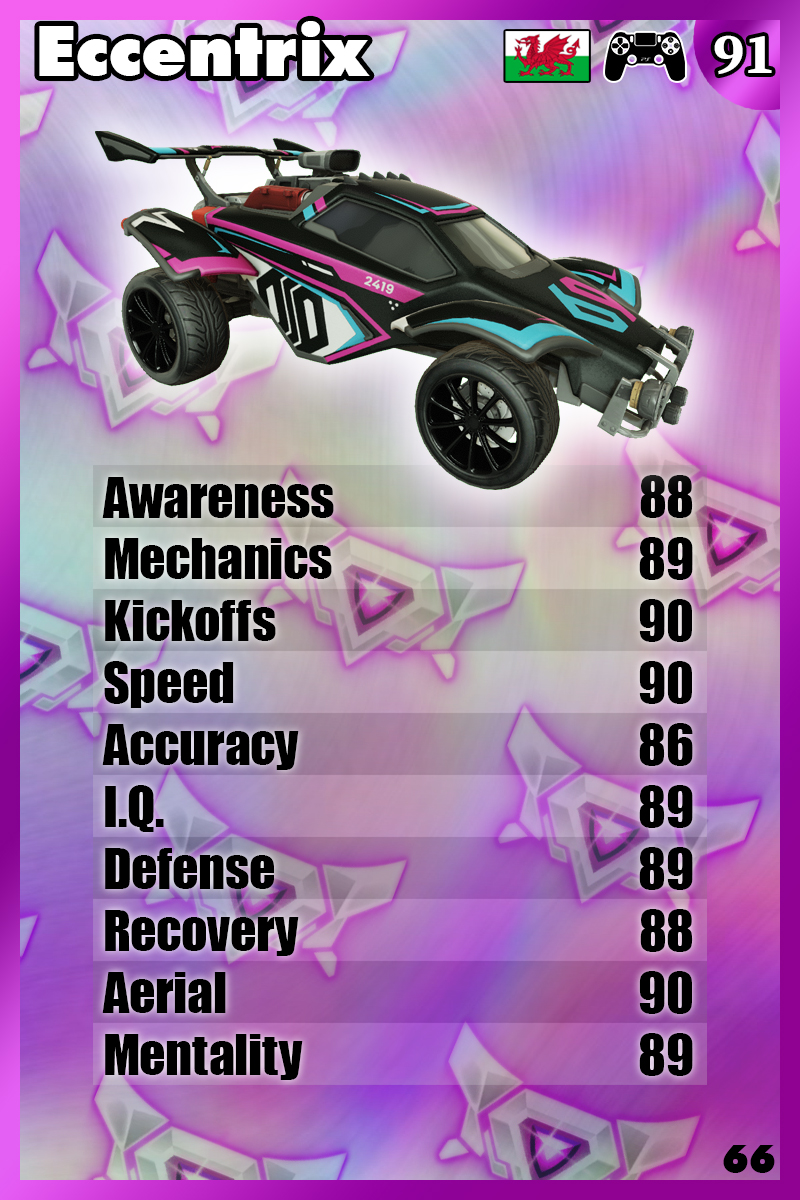 Eccentrix 91
2419
Awareness 88
Mechanics 89
Kickoffs 90
Speed 90
Accuracy 86
I.Q. 89
Defense 89
Recovery 88
Aerial 90
Mentality 89
66